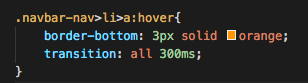 .navbar-nav>li>a:hover{
border-bottom: 3px solid orange;
transition: all 300ms;
}